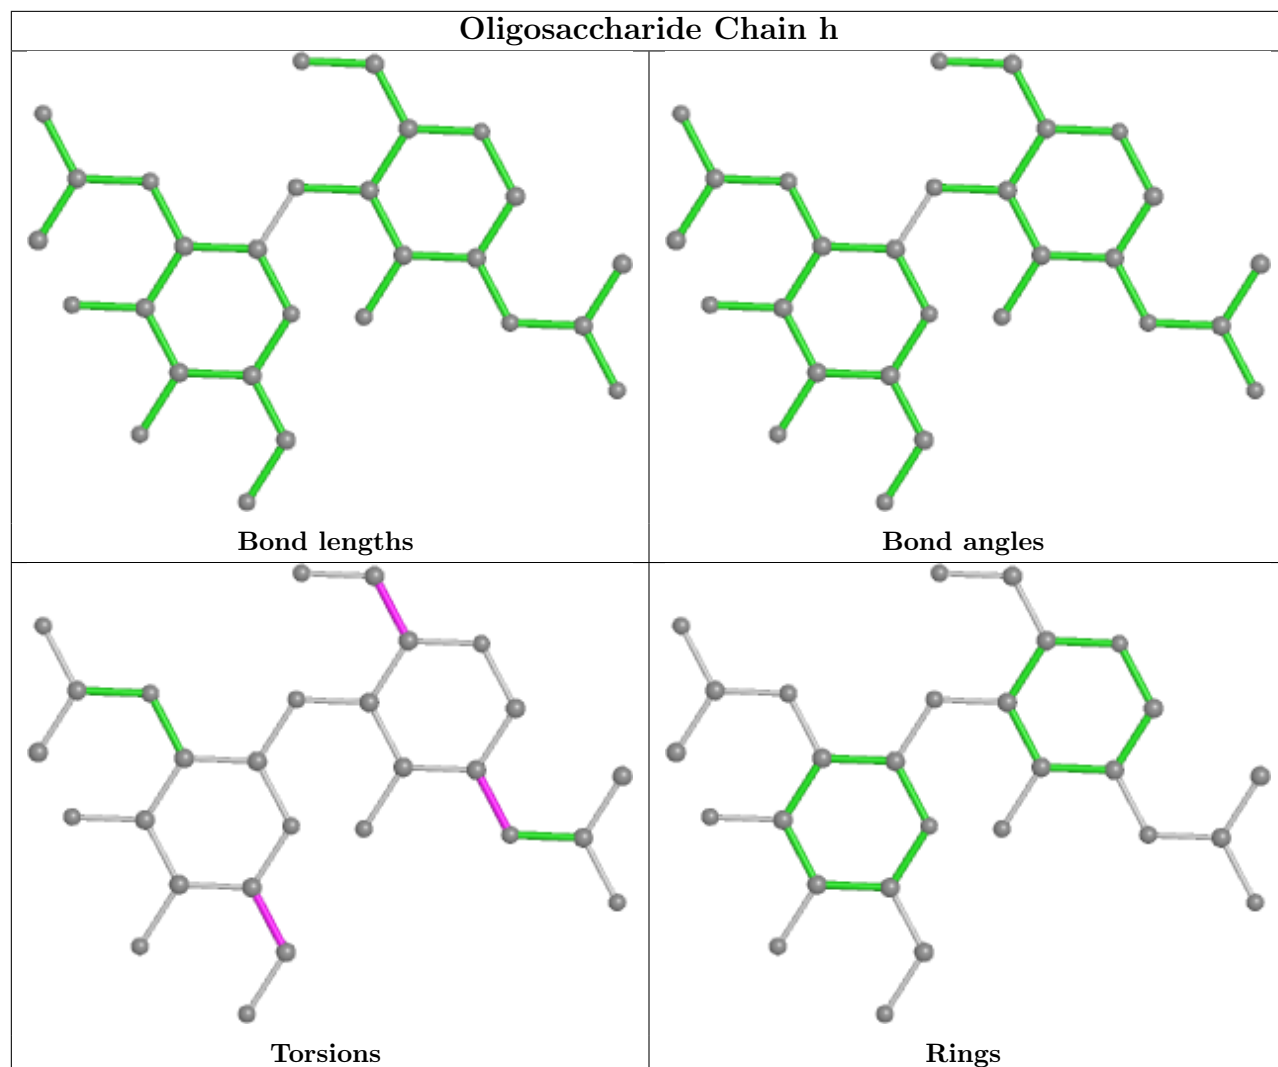 Oligosaccharide Chain h
Bond lengths
Bond angles
Torsions
Rings